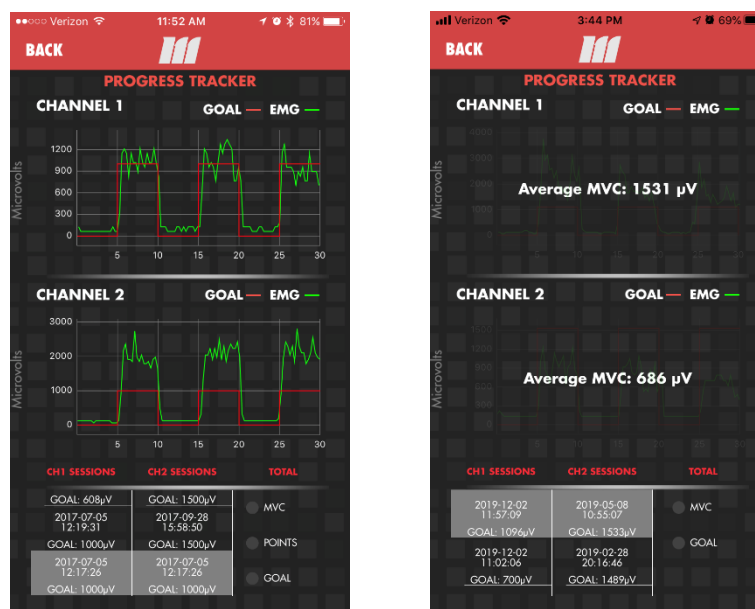 Verizon 11:52 AM 81%
BACK
PROGRESS TRACKER
CHANNEL 1 GOAL EMG
Microvolts
1200
900
600
300
0
5 10 15 20 25 30
CHANNEL 2 GOAL EMG
Microvolts
3000
2000
1000
0
5 10 15 20 25 30
CH1 SESSIONS CH2 SESSIONS TOTAL
GOAL: 608µV GOAL: 1500µV
2017-07-05 2017-09-28 MVC
12:19:31 15:58:50
GOAL: 1000µV GOAL: 1500µV POINTS
2017-07-05 2017-07-05
12:17:26 12:17:26 GOAL
GOAL: 1000µV GOAL: 1000µV
Verizon 3:44 PM 69%
BACK
PROGRESS TRACKER
CHANNEL 1 GOAL EMG
Microvolts
4000
3000
Average MVC: 1531 µV
CHANNEL 2 GOAL EMG
Microvolts
Average MVC: 686 µV
CH1 SESSIONS CH2 SESSIONS TOTAL
2019-12-02 2019-05-08 MVC
11:57:09 10:55:07
GOAL: 1096µV GOAL: 1533µV
2019-12-02 2019-02-28 GOAL
11:02:06 20:16:46
GOAL: 700µV GOAL: 1489µV